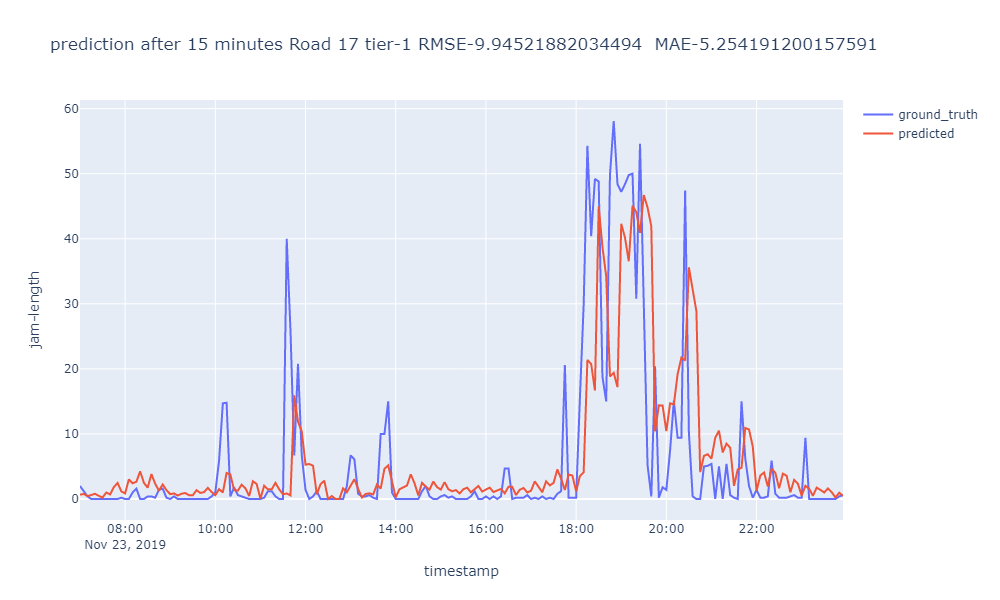 prediction after 15 minutes Road 17 tier-1 RMSE-9.94521882034494  MAE-5.254191200157591
ground_truth
predicted
60
50
40
30
20
10
0
jam-length
08:00 10:00 12:00 14:00 16:00 18:00 20:00 22:00
Nov 23, 2019
timestamp